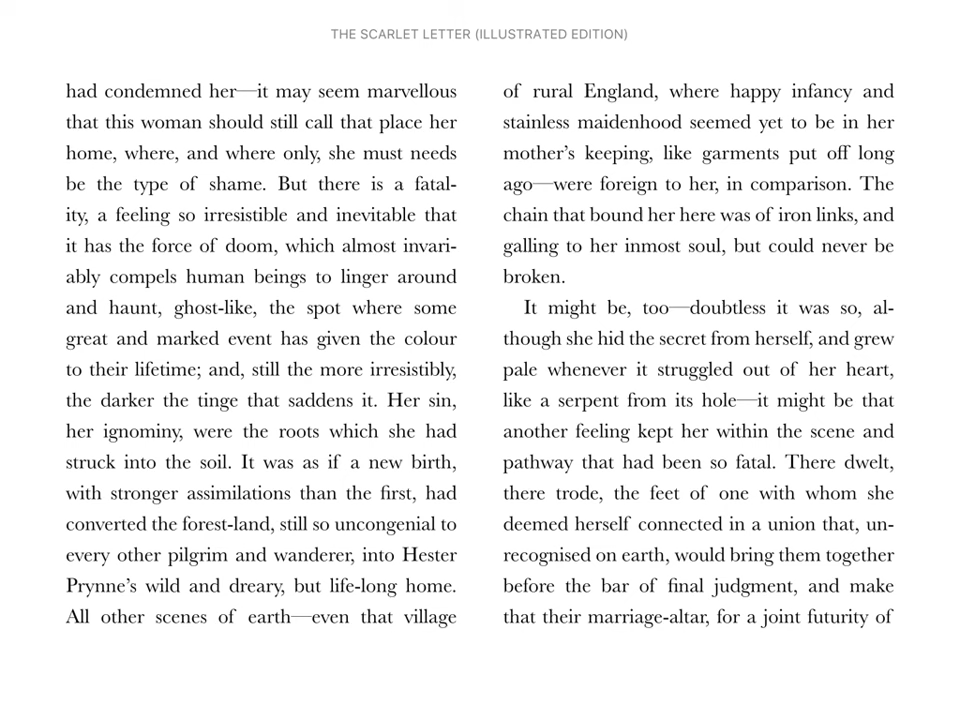 THE SCARLET LETTER (ILLUSTRATED EDITION)
had condemned her—it may seem marvellous
that this woman should still call that place her
home, where, and where only, she must needs
be the type of shame. But there is a fatal-
ity, a feeling so irresistible and inevitable that
it has the force of doom, which almost invari-
ably compels human beings to linger around
and haunt, ghost-like, the spot where some
great and marked event has given the colour
to their lifetime; and, still the more irresistibly,
the darker the tinge that saddens it. Her sin,
her ignominy, were the roots which she had
struck into the soil. It was as if a new birth,
with stronger assimilations than the first, had
converted the forest-land, still so uncongenial to
every other pilgrim and wanderer, into Hester
Prynne’s wild and dreary, but life-long home.
All other scenes of earth—even that village
of rural England, where happy infancy and
stainless maidenhood seemed yet to be in her
mother’s keeping, like garments put off long
ago—were foreign to her, in comparison. The
chain that bound her here was of iron links, and
galling to her inmost soul, but could never be
broken.
It might be, too—doubtless it was so, al-
though she hid the secret from herself, and grew
pale whenever it struggled out of her heart,
like a serpent from its hole—it might be that
another feeling kept her within the scene and
pathway that had been so fatal. There dwelt,
there trode, the feet of one with whom she
deemed herself connected in a union that, un-
recognised on earth, would bring them together
before the bar of final judgment, and make
that their marriage-altar, for a joint futurity of